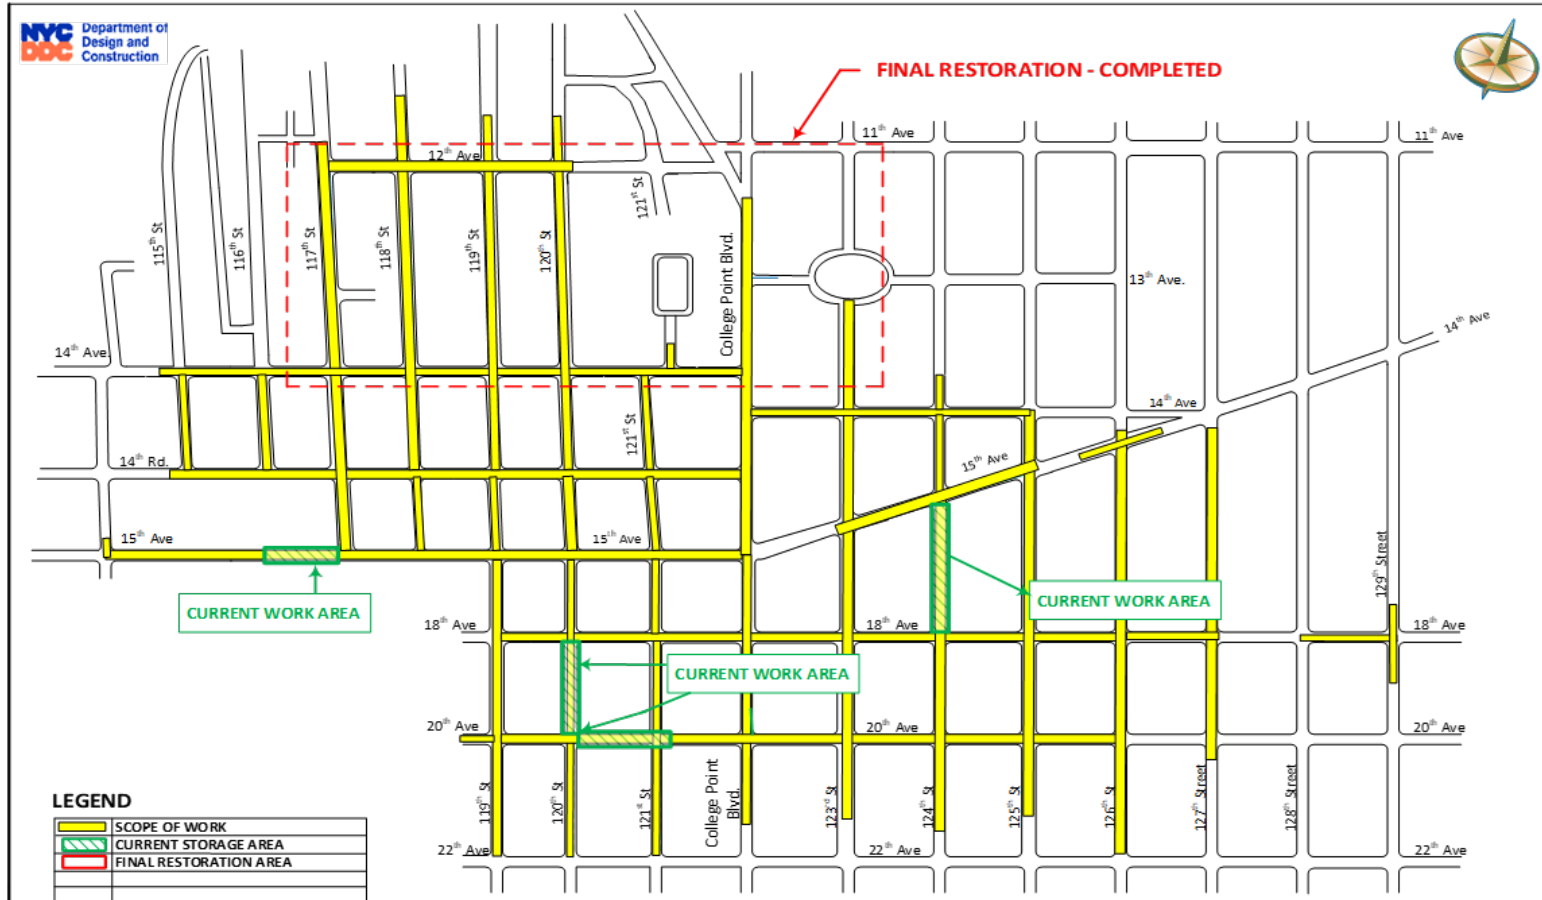 NYC Department of
DDC Design and
Construction
FINAL RESTORATION - COMPLETED
11th Ave
11th Ave
12th Ave
121st St
115th St
116th St
117th St
118th St
119th St
120th St
College Point Blvd.
13th Ave.
14th Ave.
14th Ave
14th Ave
121st St
14th Rd.
15th Ave
15th Ave
15th Ave
129th Street
CURRENT WORK AREA
CURRENT WORK AREA
18th Ave
18th Ave
18th Ave
CURRENT WORK AREA
20th Ave
20th Ave
20th Ave
119th St
120th St
121st St
College Point
Blvd.
123rd St
124th St
125th St
126th St
127th Street
128th Street
22th Ave
22th Ave
22th Ave
LEGEND
SCOPE OF WORK
CURRENT STORAGE AREA
FINAL RESTORATION AREA